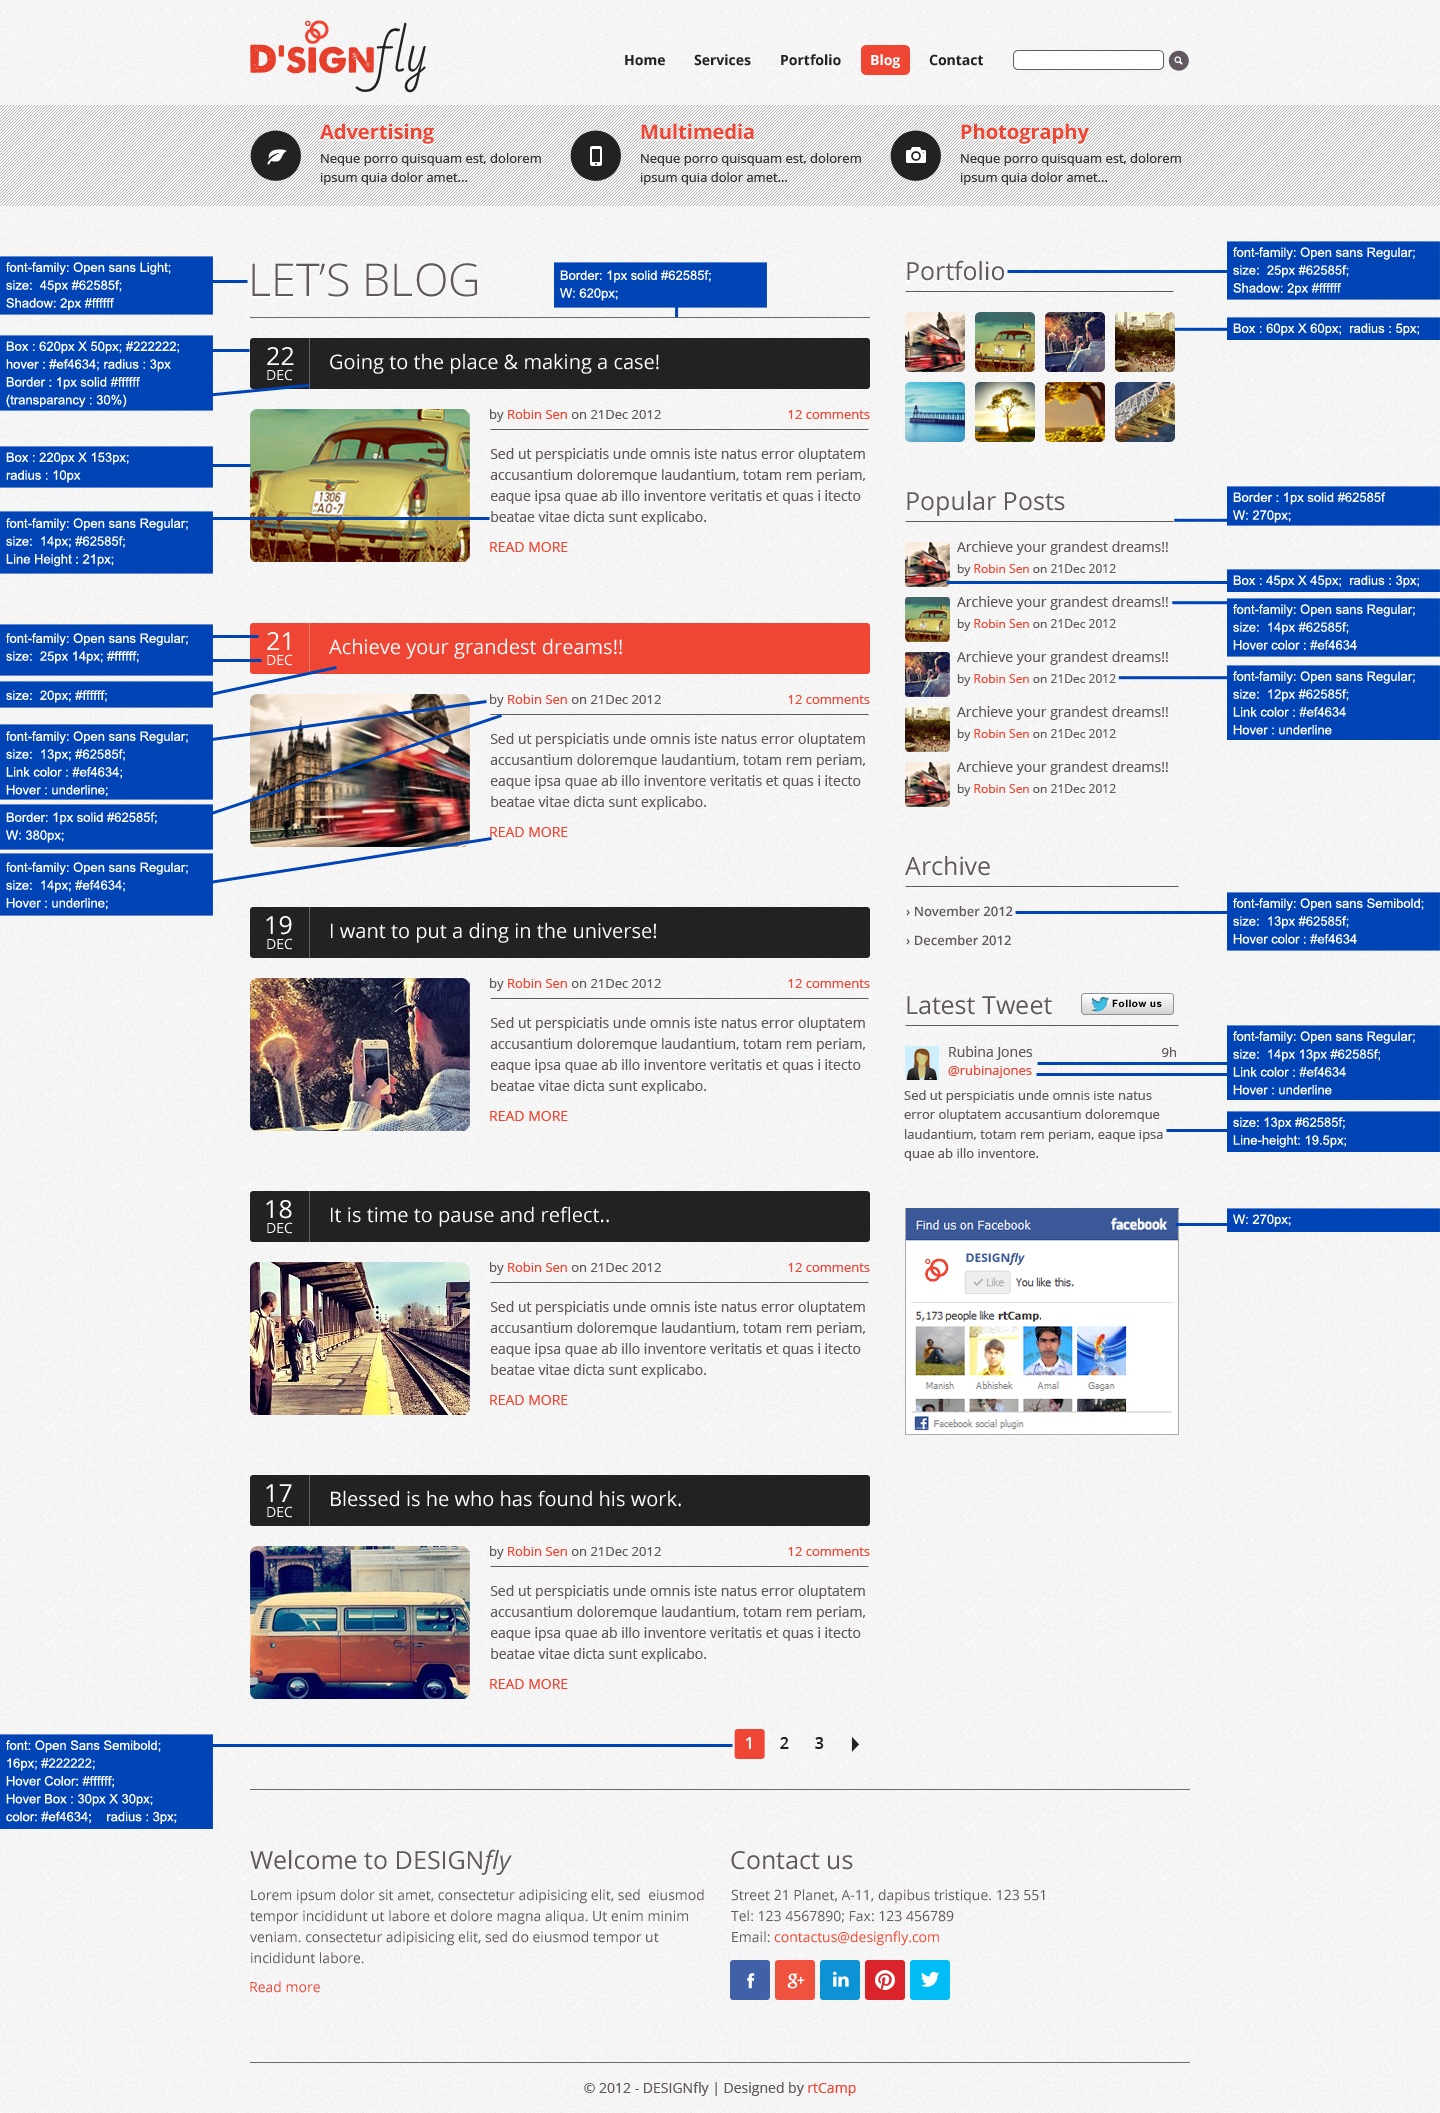 D'SIGNfly
Home Services Portfolio Blog Contact
Advertising
Neque porro quisquam est, dolorem
ipsum quia dolor amet...
Multimedia
Neque porro quisquam est, dolorem
ipsum quia dolor amet...
Photography
Neque porro quisquam est, dolorem
ipsum quia dolor amet...
font-family: Open sans Light;
size: 45px #62585f;
Shadow: 2px #ffffff
LET'S BLOG
Border: 1px solid #62585f;
W: 620px;
Box : 620px X 50px; #222222;
hover : #ef4634; radius : 3px
Border : 1px solid #ffffff
(transparancy : 30%)
22
DEC
Going to the place & making a case!
Box : 220px X 153px;
radius : 10px
font-family: Open sans Regular;
size: 14px; #62585f;
Line Height : 21px;
1306
AO-7
by Robin Sen on 21Dec 2012
12 comments
Sed ut perspiciatis unde omnis iste natus error oluptatem
accusantium doloremque laudantium, totam rem periam,
eaque ipsa quae ab illo inventore veritatis et quas i itecto
beatae vitae dicta sunt explicabo.
READ MORE
font-family: Open sans Regular;
size: 25px 14px; #ffffff;
size: 20px; #ffffff;
21
DEC
Achieve your grandest dreams!!
font-family: Open sans Regular;
size: 13px; #62585f;
Link color : #ef4634;
Hover : underline;
Border: 1px solid #62585f;
W: 380px;
font-family: Open sans Regular;
size: 14px; #ef4634;
Hover : underline;
by Robin Sen on 21Dec 2012
12 comments
Sed ut perspiciatis unde omnis iste natus error oluptatem
accusantium doloremque laudantium, totam rem periam,
eaque ipsa quae ab illo inventore veritatis et quas i itecto
beatae vitae dicta sunt explicabo.
READ MORE
19
DEC
I want to put a ding in the universe!
by Robin Sen on 21Dec 2012
12 comments
Sed ut perspiciatis unde omnis iste natus error oluptatem
accusantium doloremque laudantium, totam rem periam,
eaque ipsa quae ab illo inventore veritatis et quas i itecto
beatae vitae dicta sunt explicabo.
READ MORE
18
DEC
It is time to pause and reflect..
by Robin Sen on 21Dec 2012
12 comments
Sed ut perspiciatis unde omnis iste natus error oluptatem
accusantium doloremque laudantium, totam rem periam,
eaque ipsa quae ab illo inventore veritatis et quas i itecto
beatae vitae dicta sunt explicabo.
READ MORE
17
DEC
Blessed is he who has found his work.
by Robin Sen on 21Dec 2012
12 comments
Sed ut perspiciatis unde omnis iste natus error oluptatem
accusantium doloremque laudantium, totam rem periam,
eaque ipsa quae ab illo inventore veritatis et quas i itecto
beatae vitae dicta sunt explicabo.
READ MORE
font: Open Sans Semibold;
16px; #222222;
Hover Color: #ffffff;
Hover Box : 30px X 30px;
color: #ef4634; radius : 3px;
1 2 3
Portfolio
font-family: Open sans Regular;
size: 25px #62585f;
Shadow: 2px #ffffff
Box : 60px X 60px; radius : 5px;
Popular Posts
Border : 1px solid #62585f
W: 270px;
Archieve your grandest dreams!!
by Robin Sen on 21Dec 2012
Archieve your grandest dreams!!
by Robin Sen on 21Dec 2012
Archieve your grandest dreams!!
by Robin Sen on 21Dec 2012
Archieve your grandest dreams!!
by Robin Sen on 21Dec 2012
Archieve your grandest dreams!!
by Robin Sen on 21Dec 2012
Box : 45px X 45px; radius : 3px;
font-family: Open sans Regular;
size: 14px #62585f;
Hover color : #ef4634
font-family: Open sans Regular;
size: 12px #62585f;
Link color : #ef4634
Hover : underline
Archive
› November 2012
› December 2012
font-family: Open sans Semibold;
size: 13px #62585f;
Hover color : #ef4634
Latest Tweet
Follow us
Rubina Jones 9h
@rubinajones
Sed ut perspiciatis unde omnis iste natus
error oluptatem accusantium doloremque
laudantium, totam rem periam, eaque ipsa
quae ab illo inventore.
font-family: Open sans Regular;
size: 14px 13px #62585f;
Link color : #ef4634
Hover : underline
size: 13px #62585f;
Line-height: 19.5px;
Find us on Facebook facebook
W: 270px;
DESIGNfly
Like You like this.
5,173 people like rtCamp.
Manish Abhishek Amal Gagan
Facebook social plugin
Welcome to DESIGNfly
Lorem ipsum dolor sit amet, consectetur adipisicing elit, sed eiusmod
tempor incididunt ut labore et dolore magna aliqua. Ut enim minim
veniam. consectetur adipisicing elit, sed do eiusmod tempor ut
incididunt labore.
Read more
Contact us
Street 21 Planet, A-11, dapibus tristique. 123 551
Tel: 123 4567890; Fax: 123 456789
Email: contactus@designfly.com
© 2012 - DESIGNfly | Designed by rtCamp